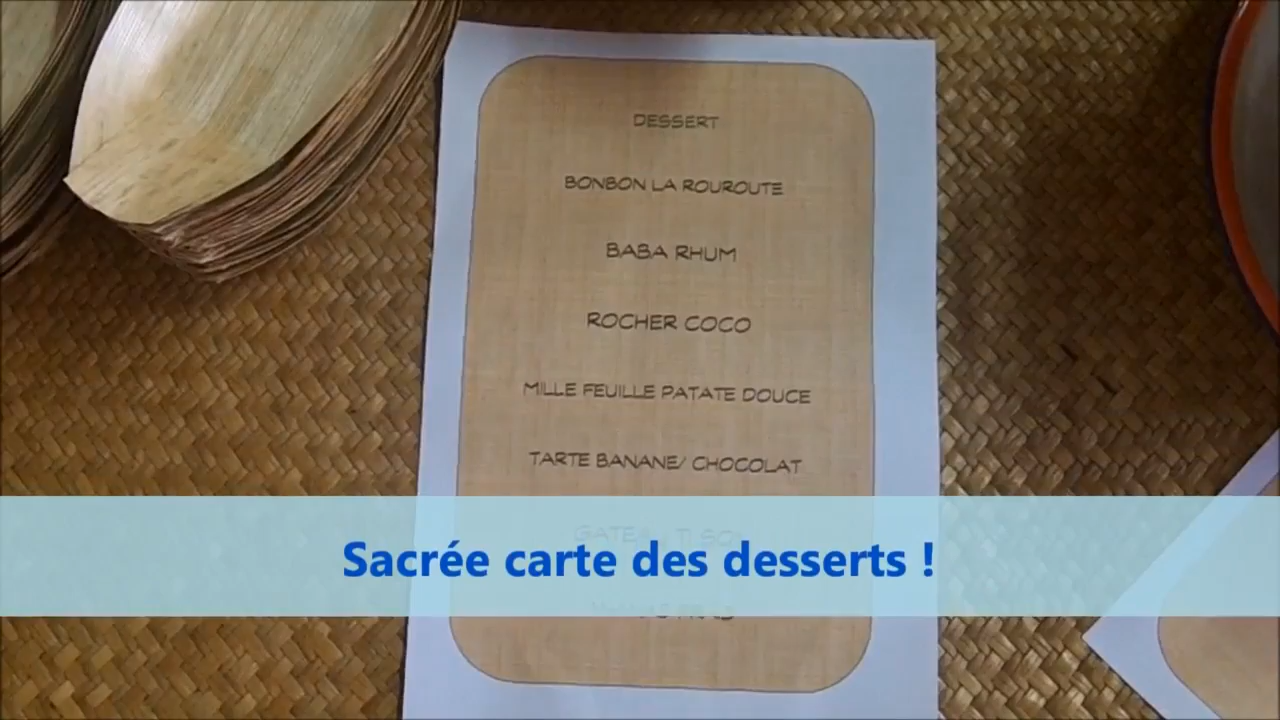 DESSERT
BONBON LA ROUROUTE
BABA RHUM
ROCHER COCO
MILLE FEUILLE PATATE DOUCE
TARTE BANANE/ CHOCOLAT
Sacrée carte des desserts !